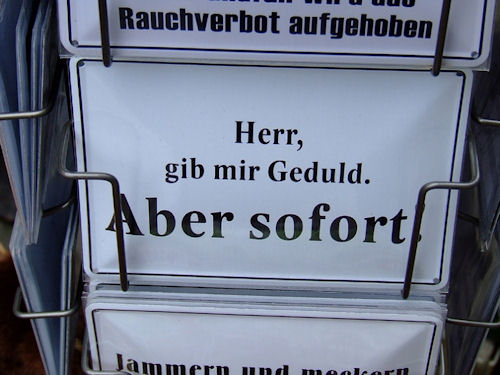 Rauchverbot aufgehoben
Herr,
gib mir Geduld.
Aber sofort.
Jammern und meckern